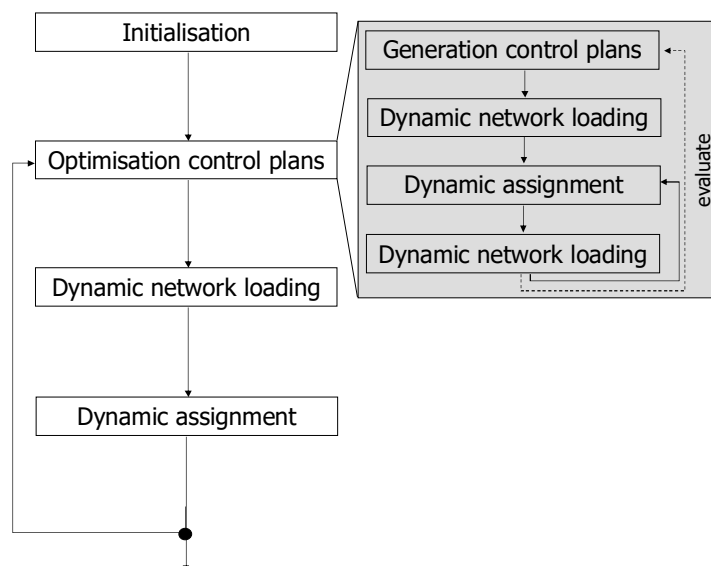 Initialisation
Optimisation control plans
Dynamic network loading
Dynamic assignment
Generation control plans
Dynamic network loading
Dynamic assignment
Dynamic network loading
evaluate